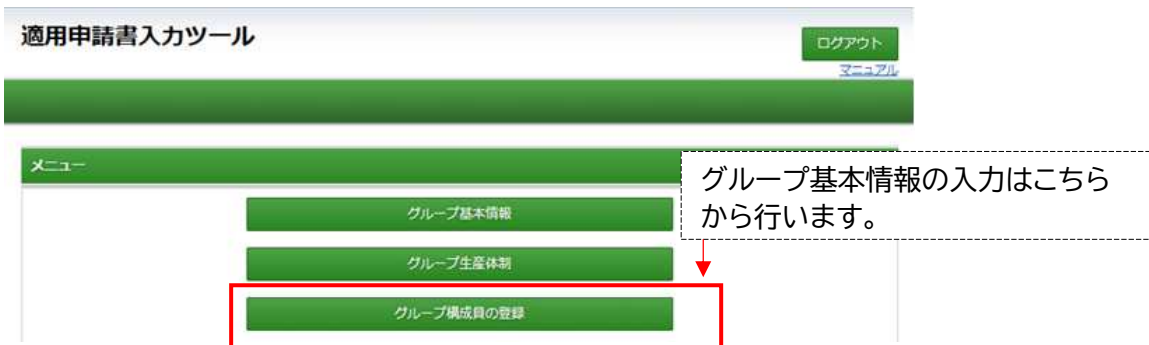 適用申請書入力ツール
ログアウト
マニュアル
メニュー
グループ基本情報の入力はこちら
から行います。
グループ基本情報
グループ生産体制
グループ構成員の登録